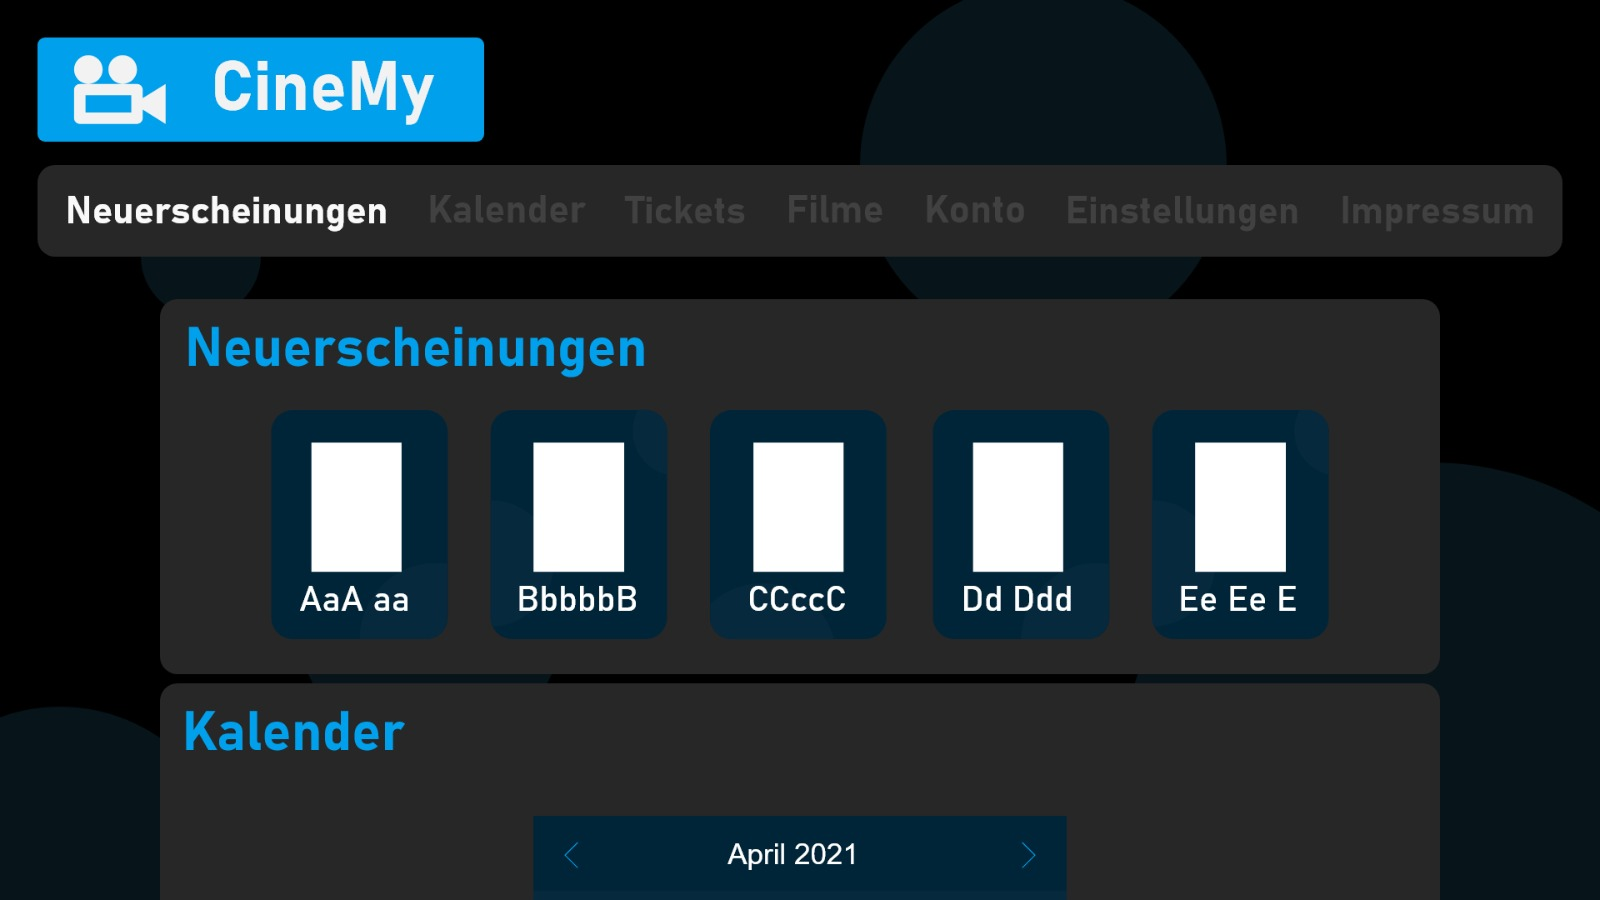 CineMy
Neuerscheinungen Kalender Tickets Filme Konto Einstellungen Impressum
Neuerscheinungen
AaA aa BbbbbB CCccC Dd Ddd Ee Ee E
Kalender
April 2021